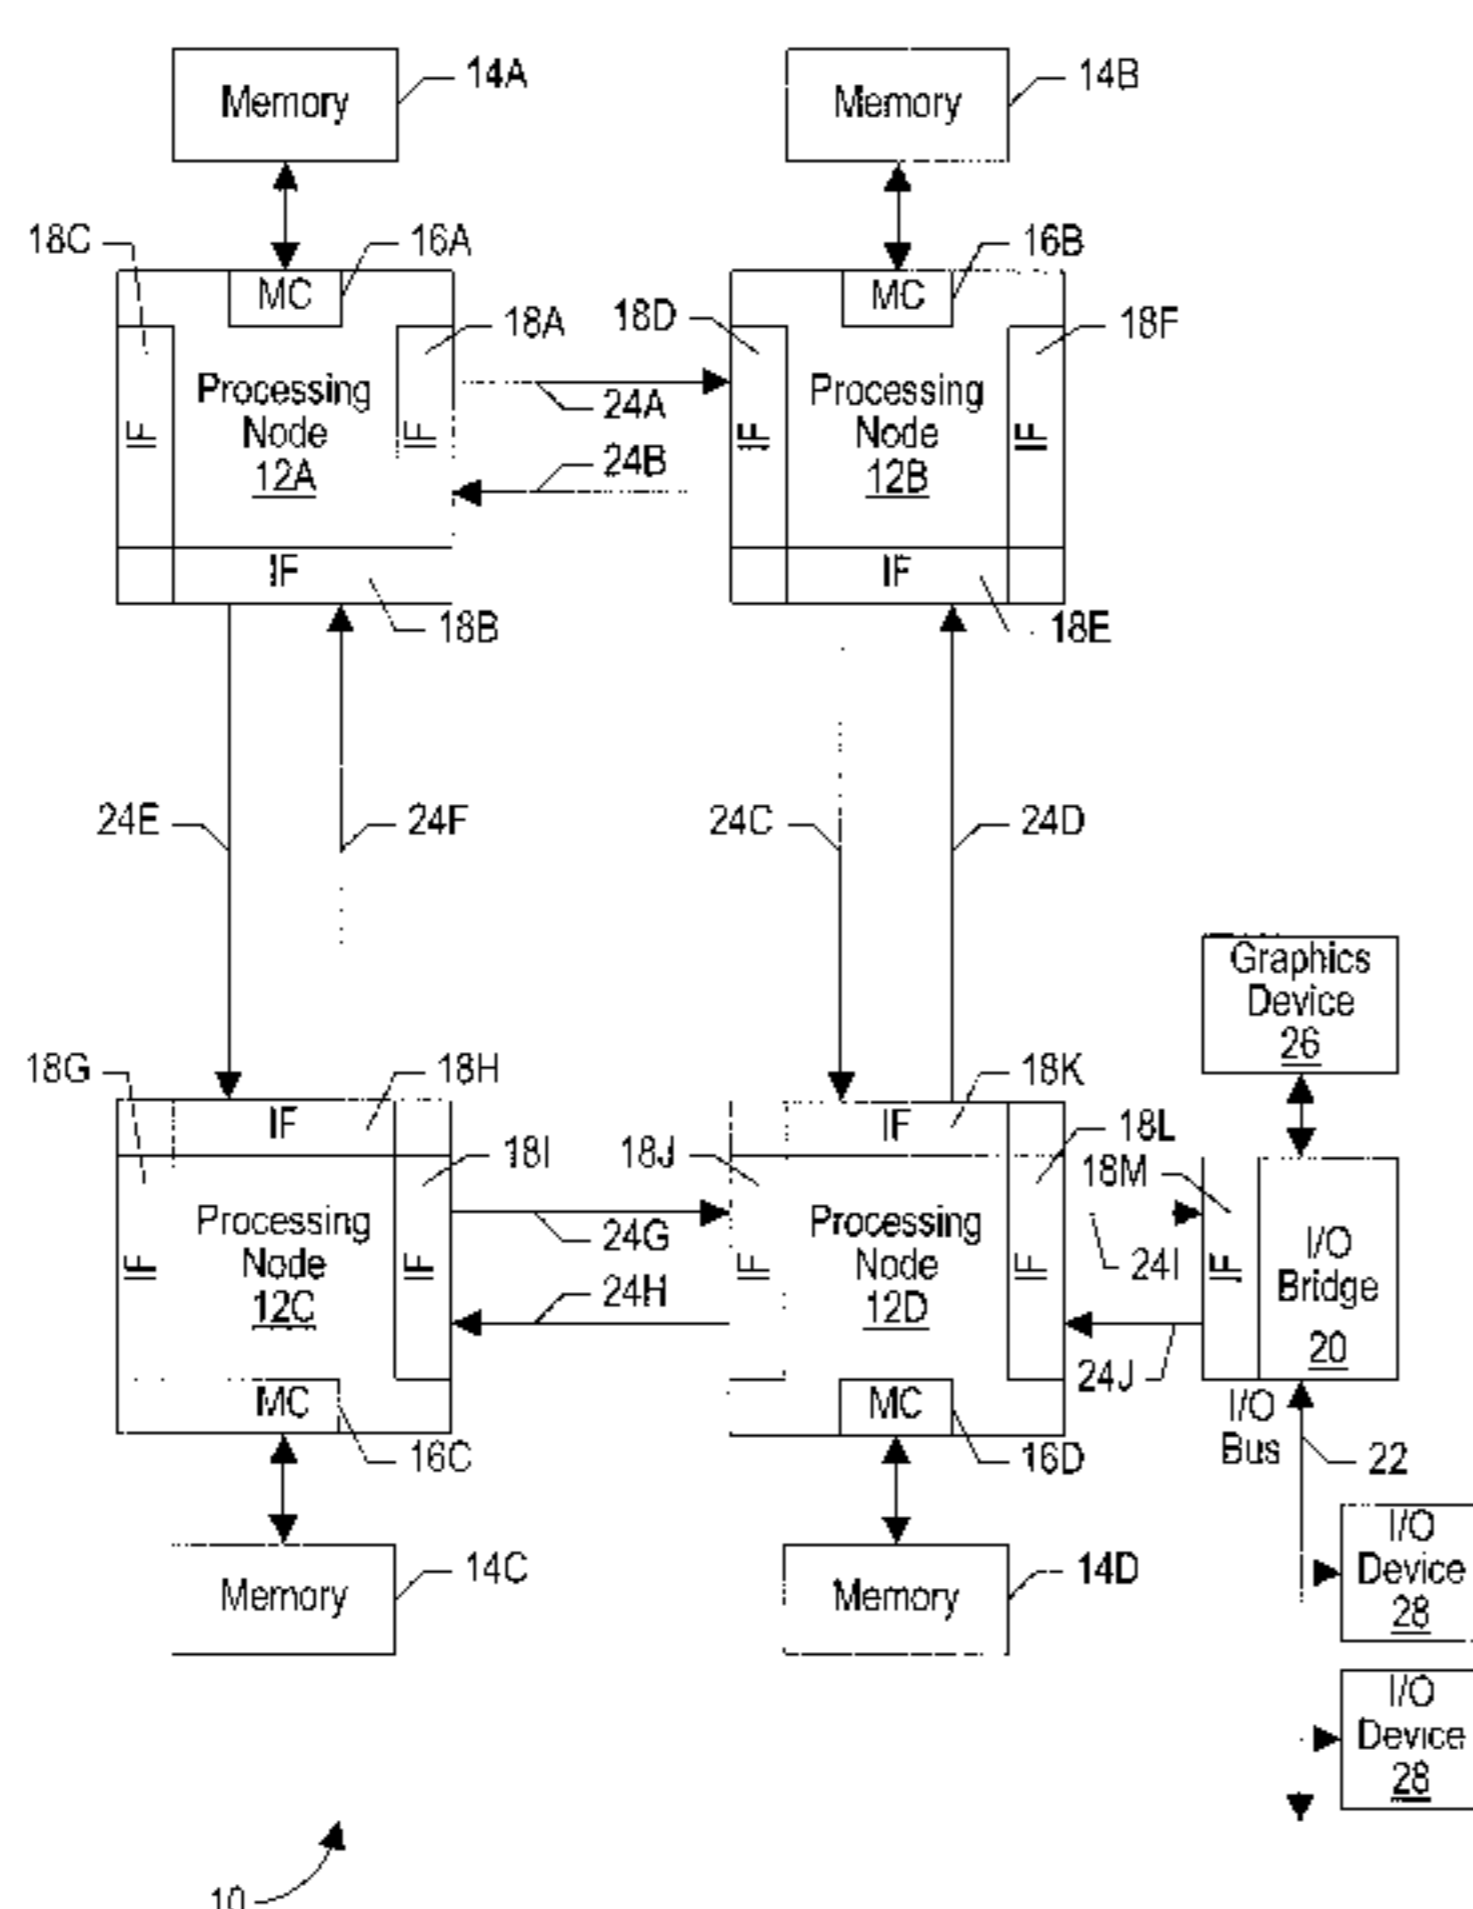 Memory
14A
Memory
14B
18C
16A
16B
MC
MC
18A
18D
18F
Processing
Node
12A
IF
IF
24A
24B
Processing
Node
12B
IF
IF
IF
18B
IF
18E
24E
24F
24C
24D
Graphics
Device
26
18G
18H
18K
IF
IF
18I
18J
18L
18M
Processing
Node
12C
IF
IF
24G
24H
Processing
Node
12D
IF
IF
24I
24J
IF
I/O
Bridge
20
MC
16C
MC
16D
I/O
Bus
22
Memory
14C
Memory
14D
I/O
Device
28
I/O
Device
28
10